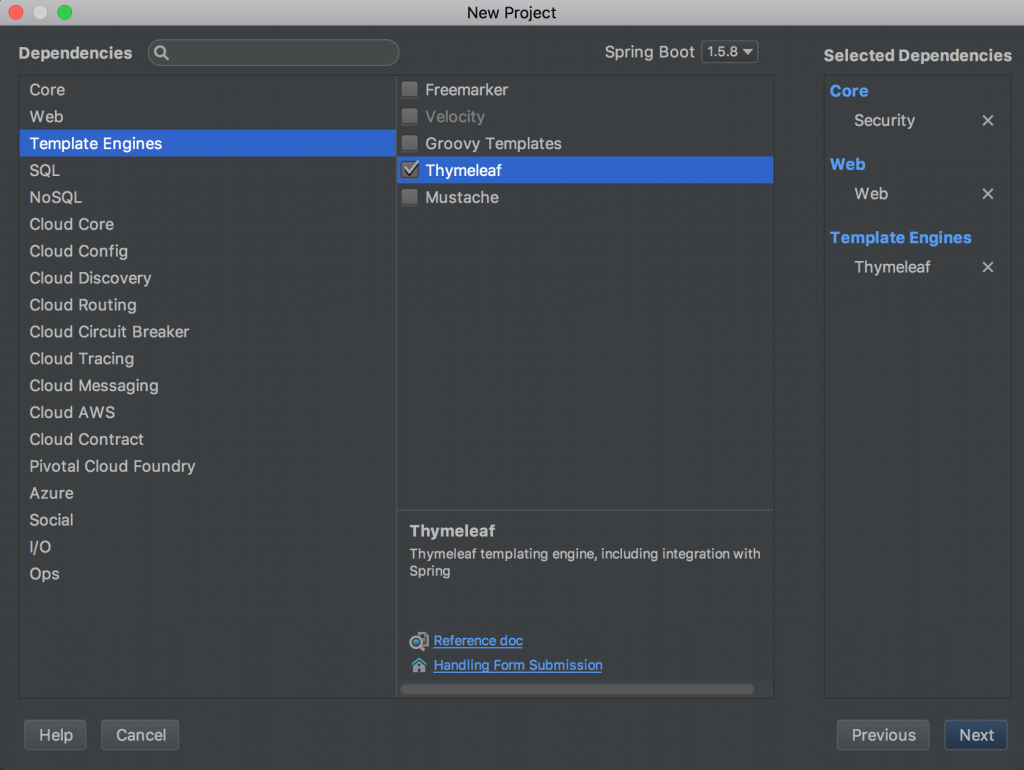 New Project
Dependencies
Spring Boot 1.5.8
Selected Dependencies
Core
Web
Template Engines
SQL
NoSQL
Cloud Core
Cloud Config
Cloud Discovery
Cloud Routing
Cloud Circuit Breaker
Cloud Tracing
Cloud Messaging
Cloud AWS
Cloud Contract
Pivotal Cloud Foundry
Azure
Social
I/O
Ops
Freemarker
Velocity
Groovy Templates
Thymeleaf
Mustache
Thymeleaf
Thymeleaf templating engine, including integration with
Spring
Reference doc
Handling Form Submission
Core
Security
Web
Web
Template Engines
Thymeleaf
Help
Cancel
Previous
Next